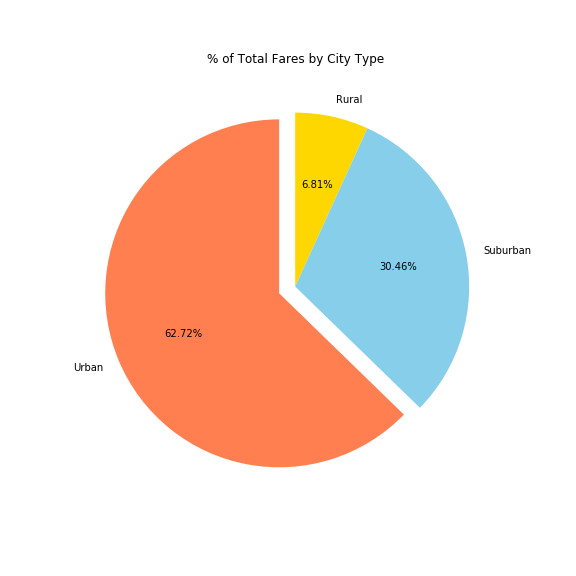 % of Total Fares by City Type
Rural
6.81%
Suburban
30.46%
62.72%
Urban